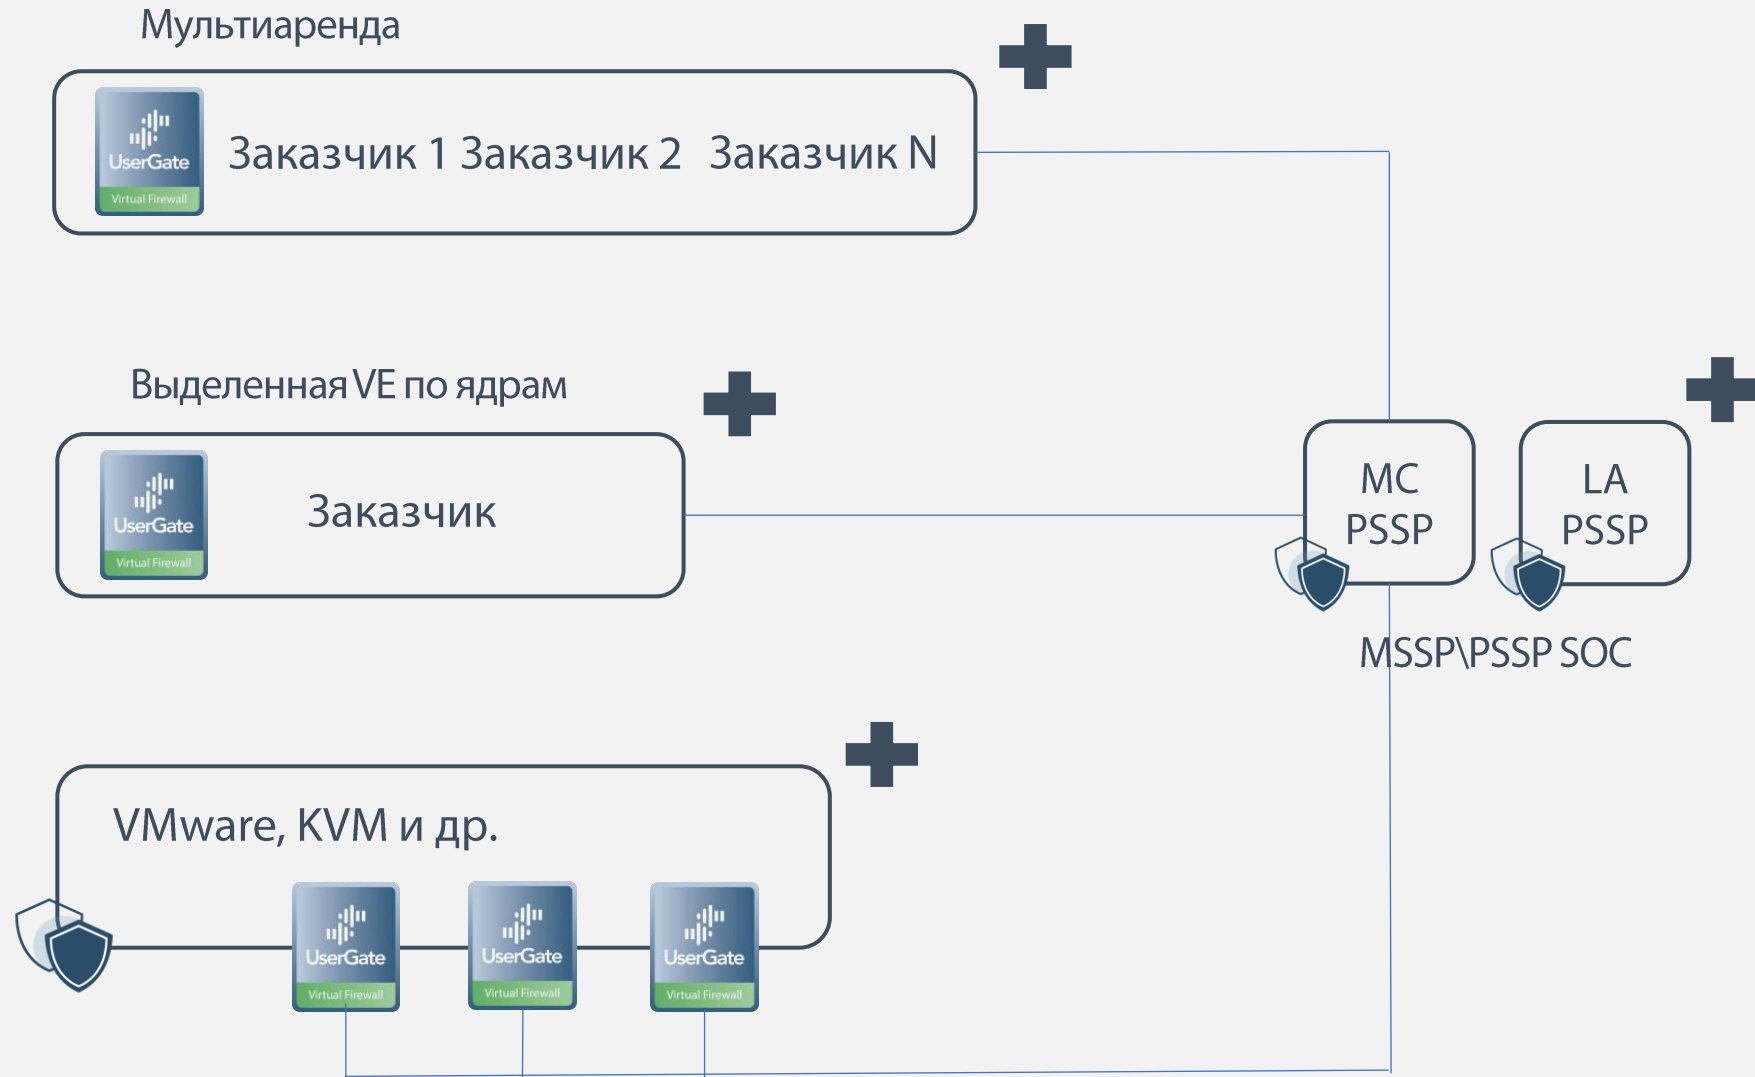 Мультиаренда
UserGate
Virtual Firewall
Заказчик 1 Заказчик 2 Заказчик N
Выделенная VE по ядрам
UserGate
Virtual Firewall
Заказчик
MC
PSSP
LA
PSSP
MSSP\PSSP SOC
VMware, KVM и др.
UserGate
Virtual Firewall
UserGate
Virtual Firewall
UserGate
Virtual Firewall